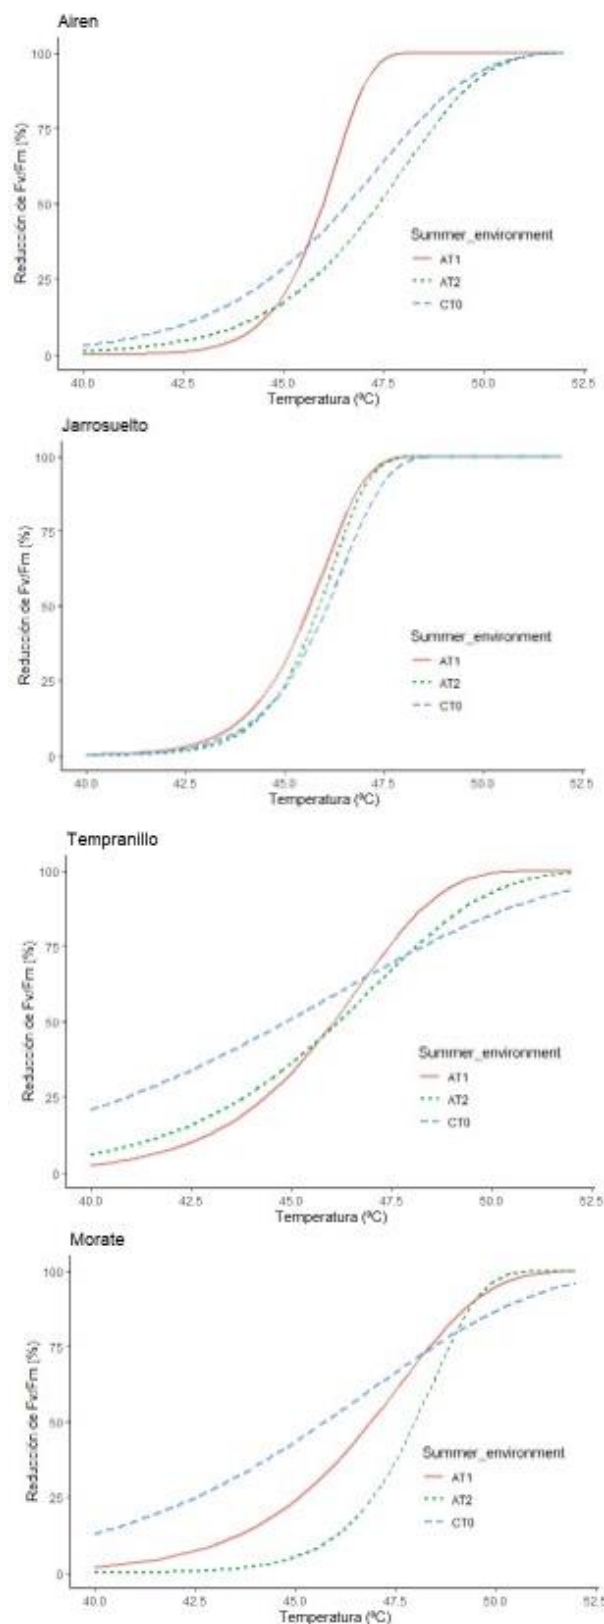 Airen
100
75
50
25
0
Reducción de Fv/Fm (%)
Summer_environment
AT1
AT2
CT0
40.0 42.5 45.0 47.5 50.0 52.5
Temperatura (ºC)
Jarrosuelto
100
75
50
25
0
Reducción de Fv/Fm (%)
Summer_environment
AT1
AT2
CT0
40.0 42.5 45.0 47.5 50.0 52.5
Temperatura (ºC)
Tempranillo
100
75
50
25
0
Reducción de Fv/Fm (%)
Summer_environment
AT1
AT2
CT0
40.0 42.5 45.0 47.5 50.0 52.5
Temperatura (ºC)
Morate
100
75
50
25
0
Reducción de Fv/Fm (%)
Summer_environment
AT1
AT2
CT0
40.0 42.5 45.0 47.5 50.0 52.5
Temperatura (ºC)